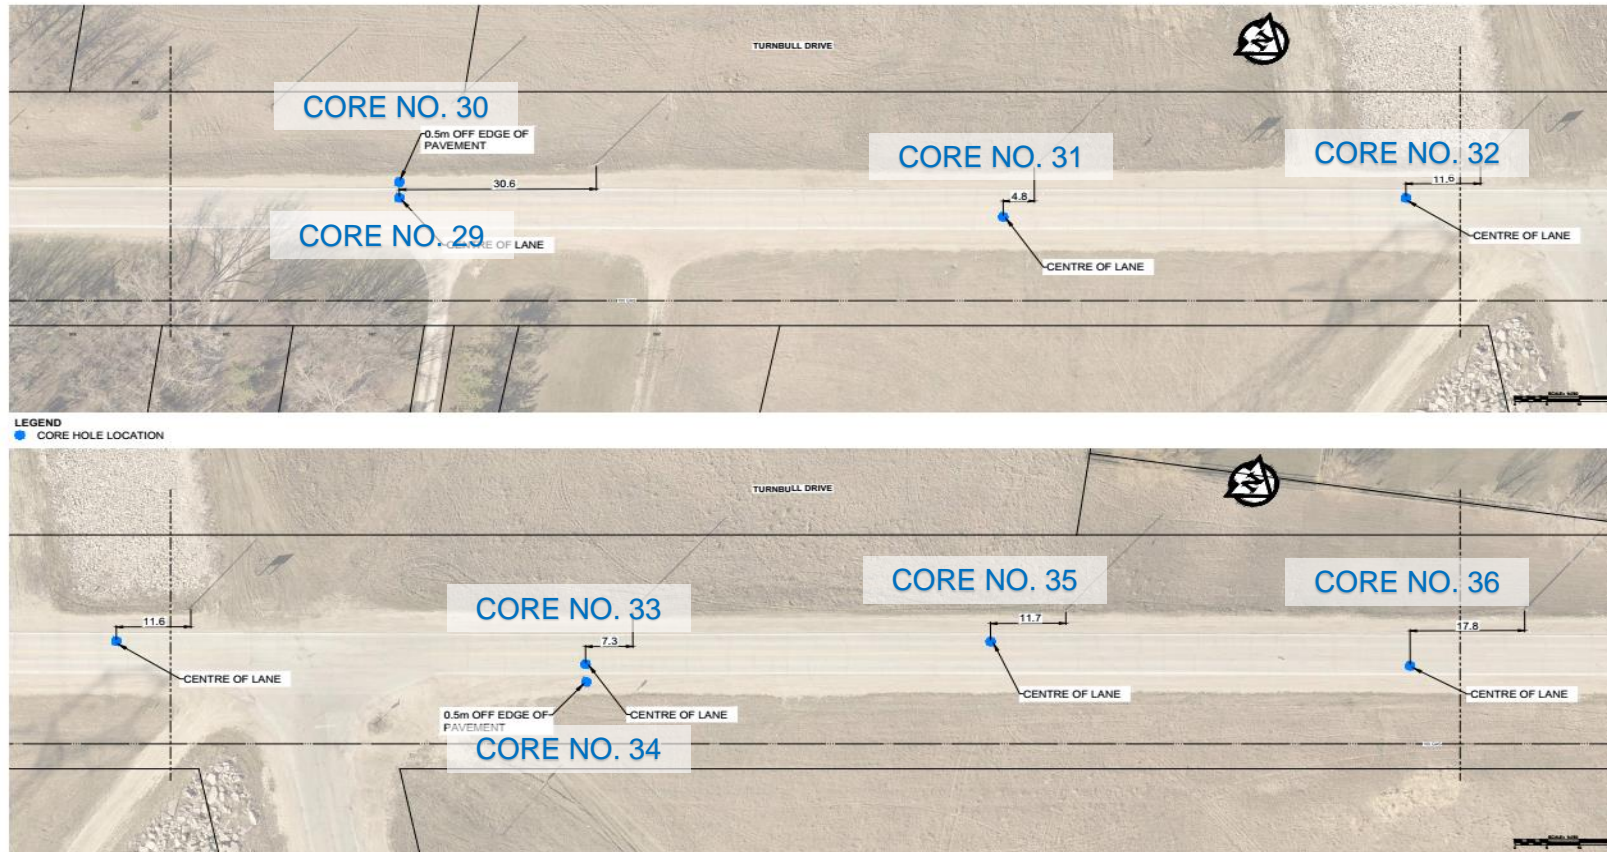 TURNBULL DRIVE
CORE NO. 30
0.5m OFF EDGE OF
PAVEMENT
30.6
CORE NO. 29
CENTRE OF LANE
CORE NO. 31
4.8
CENTRE OF LANE
CORE NO. 32
11.6
CENTRE OF LANE
LEGEND
CORE HOLE LOCATION
TURNBULL DRIVE
11.6
CENTRE OF LANE
CORE NO. 33
7.3
CENTRE OF LANE
0.5m OFF EDGE OF
PAVEMENT
CORE NO. 34
CORE NO. 35
11.7
CENTRE OF LANE
CORE NO. 36
17.8
CENTRE OF LANE